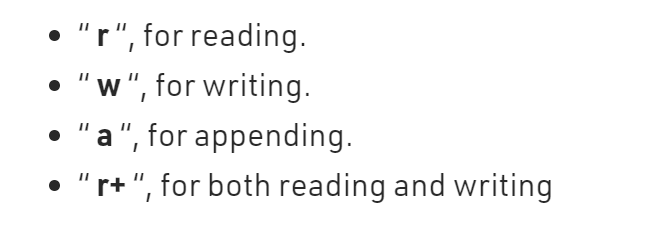 • “ r “, for reading.
• “ w “, for writing.
• “ a “, for appending.
• “ r+ “, for both reading and writing